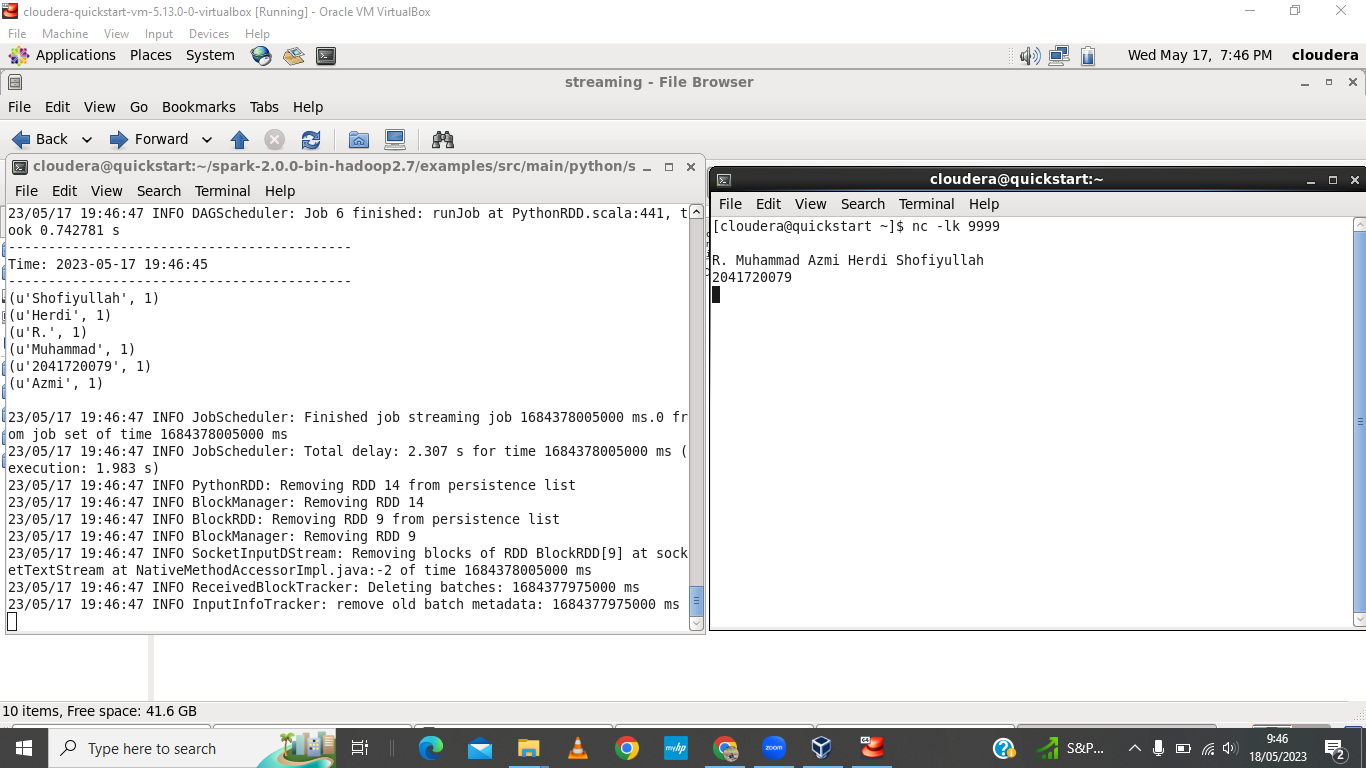 cloudera-quickstart-vm-5.13.0-0-virtualbox [Running] - Oracle VM VirtualBox
File Machine View Input Devices Help
Applications Places System Wed May 17, 7:46 PM cloudera
streaming - File Browser
File Edit View Go Bookmarks Tabs Help
Back Forward
cloudera@quickstart:~/spark-2.0.0-bin-hadoop2.7/examples/src/main/python/s
File Edit View Search Terminal Help
23/05/17 19:46:47 INFO DAGScheduler: Job 6 finished: runJob at PythonRDD.scala:441, t
ook 0.742781 s
-------------------------------------------
Time: 2023-05-17 19:46:45
-------------------------------------------
(u'Shofiyullah', 1)
(u'Herdi', 1)
(u'R.', 1)
(u'Muhammad', 1)
(u'2041720079', 1)
(u'Azmi', 1)
23/05/17 19:46:47 INFO JobScheduler: Finished job streaming job 1684378005000 ms.0 fr
om job set of time 1684378005000 ms
23/05/17 19:46:47 INFO JobScheduler: Total delay: 2.307 s for time 1684378005000 ms (
execution: 1.983 s)
23/05/17 19:46:47 INFO PythonRDD: Removing RDD 14 from persistence list
23/05/17 19:46:47 INFO BlockManager: Removing RDD 14
23/05/17 19:46:47 INFO BlockRDD: Removing RDD 9 from persistence list
23/05/17 19:46:47 INFO BlockManager: Removing RDD 9
23/05/17 19:46:47 INFO SocketInputDStream: Removing blocks of RDD BlockRDD[9] at sock
etTextStream at NativeMethodAccessorImpl.java:-2 of time 1684378005000 ms
23/05/17 19:46:47 INFO ReceivedBlockTracker: Deleting batches: 1684377975000 ms
23/05/17 19:46:47 INFO InputInfoTracker: remove old batch metadata: 1684377975000 ms
cloudera@quickstart:~
File Edit View Search Terminal Help
[cloudera@quickstart ~]$ nc -lk 9999
R. Muhammad Azmi Herdi Shofiyullah
2041720079
10 items, Free space: 41.6 GB
Type here to search
myhp
zoom
64
S&P...
9:46
18/05/2023
2